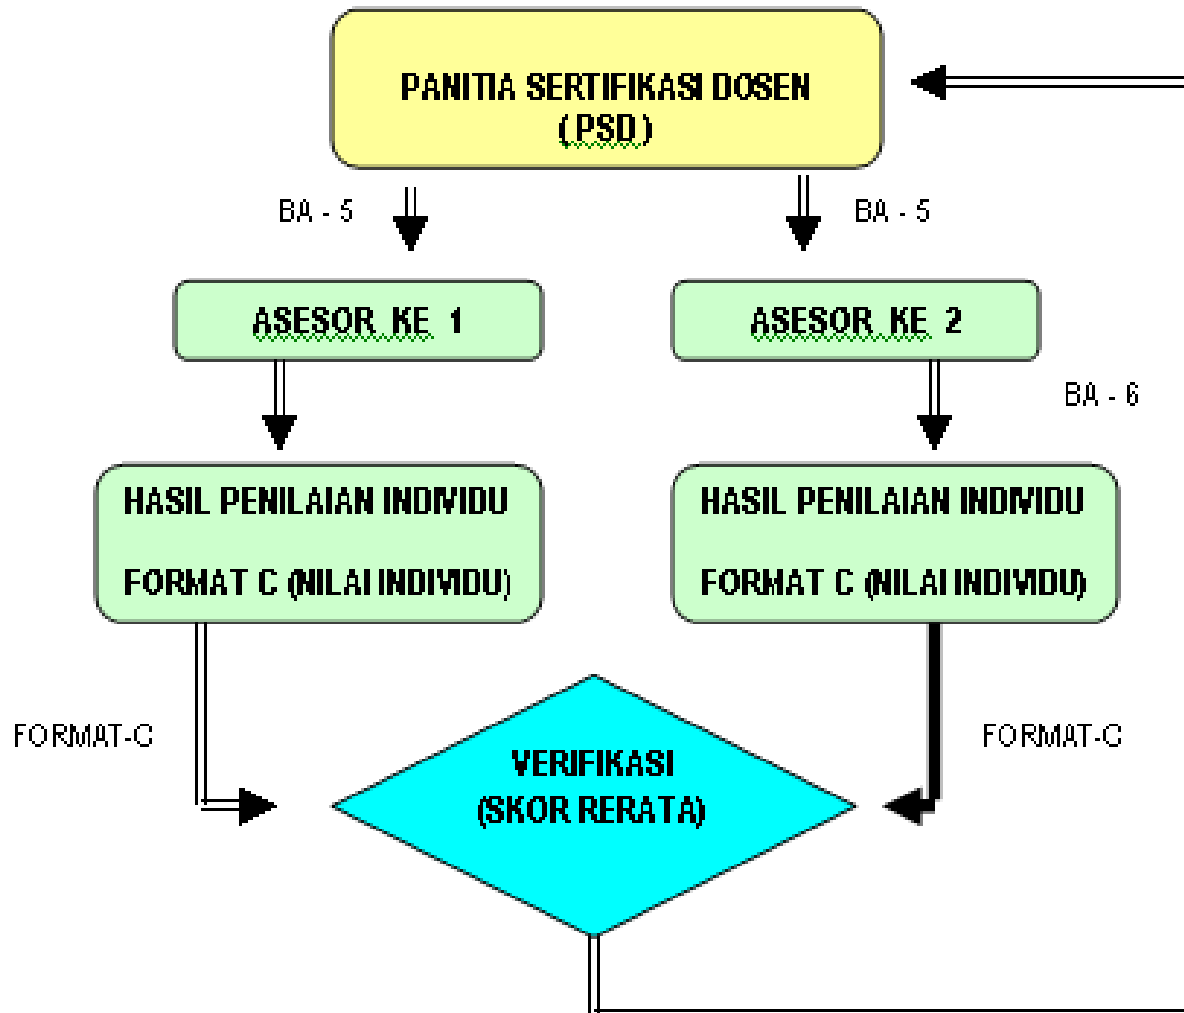 PANITIA SERTIFIKASI DOSEN
(PSD)
BA - 5
BA - 5
ASESOR KE 1
ASESOR KE 2
BA - 6
HASIL PENILAIAN INDIVIDU
FORMAT C (NILAI INDIVIDU)
HASIL PENILAIAN INDIVIDU
FORMAT C (NILAI INDIVIDU)
FORMAT-C
FORMAT-C
VERIFIKASI
(SKOR RERATA)